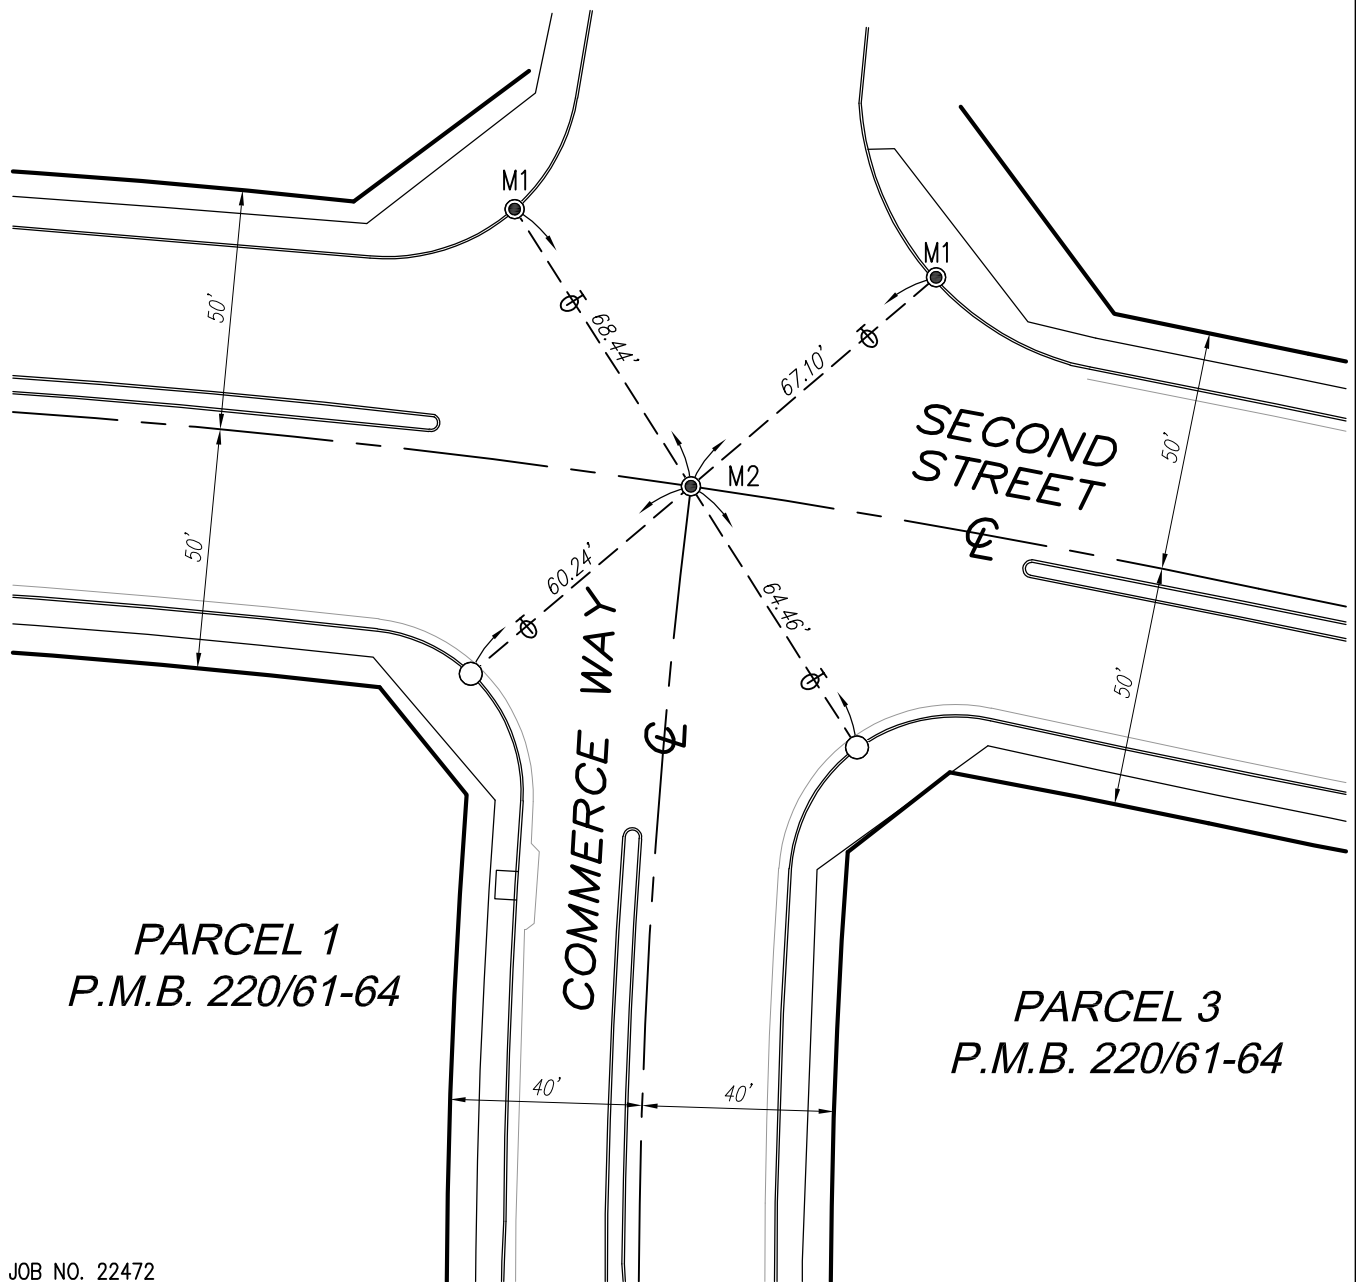 M1
M1
50'
68.44'
67.10'
SECOND
STREET
℄
50'
M2
50'
60.24'
64.46'
COMMERCE WAY
℄
50'
PARCEL 1
P.M.B. 220/61-64
PARCEL 3
P.M.B. 220/61-64
40'
40'
JOB NO. 22472